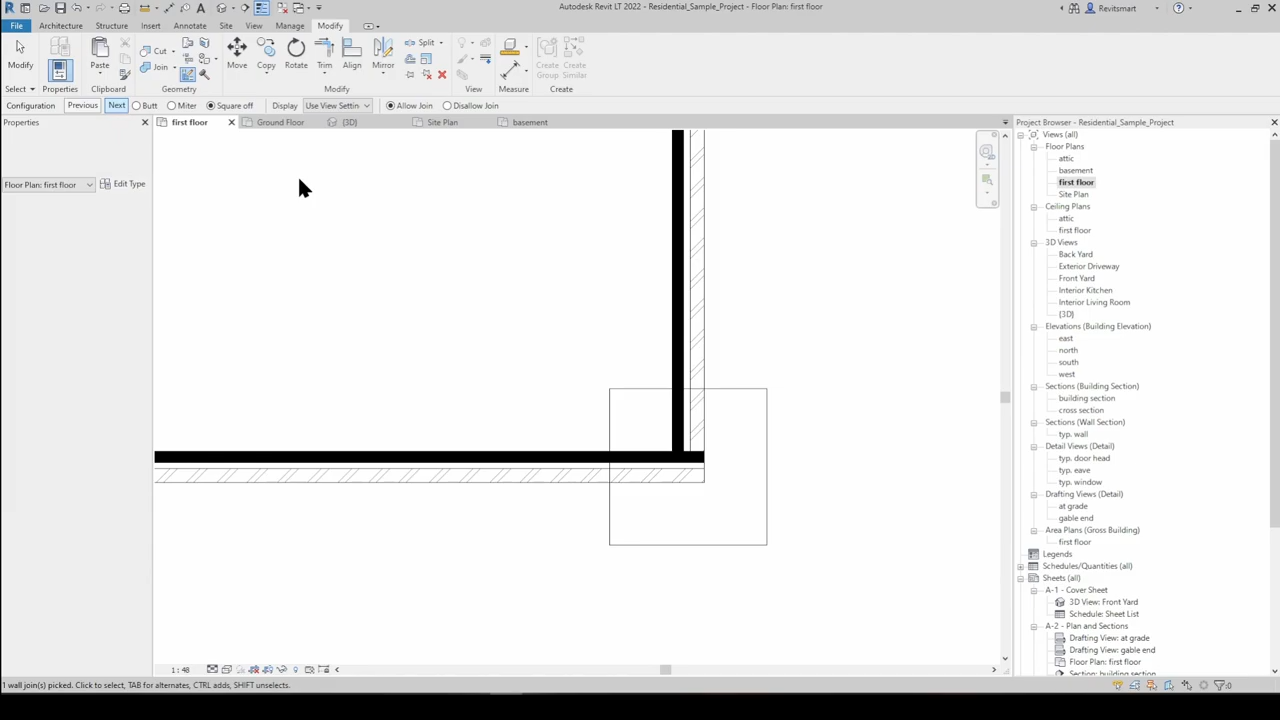 Autodesk Revit LT 2022 - Residential_Sample_Project - Floor Plan: first floor
Revitsmart
File Architecture Structure Insert Annotate Site View Manage Modify
Cut
Split
Join
Modify Paste Move Copy Rotate Trim Align Mirror Create Group Create Similar
Select Properties Clipboard Geometry Modify View Measure Create
Configuration Previous Next Butt Miter Square off Display Use View Settin Allow Join Disallow Join
Properties
first floor Ground Floor {3D} Site Plan basement
Floor Plan: first floor Edit Type
Project Browser - Residential_Sample_Project
Views (all)
Floor Plans
attic
basement
first floor
Site Plan
Ceiling Plans
attic
first floor
3D Views
Back Yard
Exterior Driveway
Front Yard
Interior Kitchen
Interior Living Room
{3D}
Elevations (Building Elevation)
east
north
south
west
Sections (Building Section)
building section
cross section
Sections (Wall Section)
typ. wall
Detail Views (Detail)
typ. door head
typ. eave
typ. window
Drafting Views (Detail)
at grade
gable end
Area Plans (Gross Building)
first floor
Legends
Schedules/Quantities (all)
Sheets (all)
A-1 - Cover Sheet
3D View: Front Yard
Schedule: Sheet List
A-2 - Plan and Sections
Drafting View: at grade
Drafting View: gable end
Floor Plan: first floor
Section: building section
1 : 48
1 wall join(s) picked. Click to select, TAB for alternates, CTRL adds, SHIFT unselects.
:0